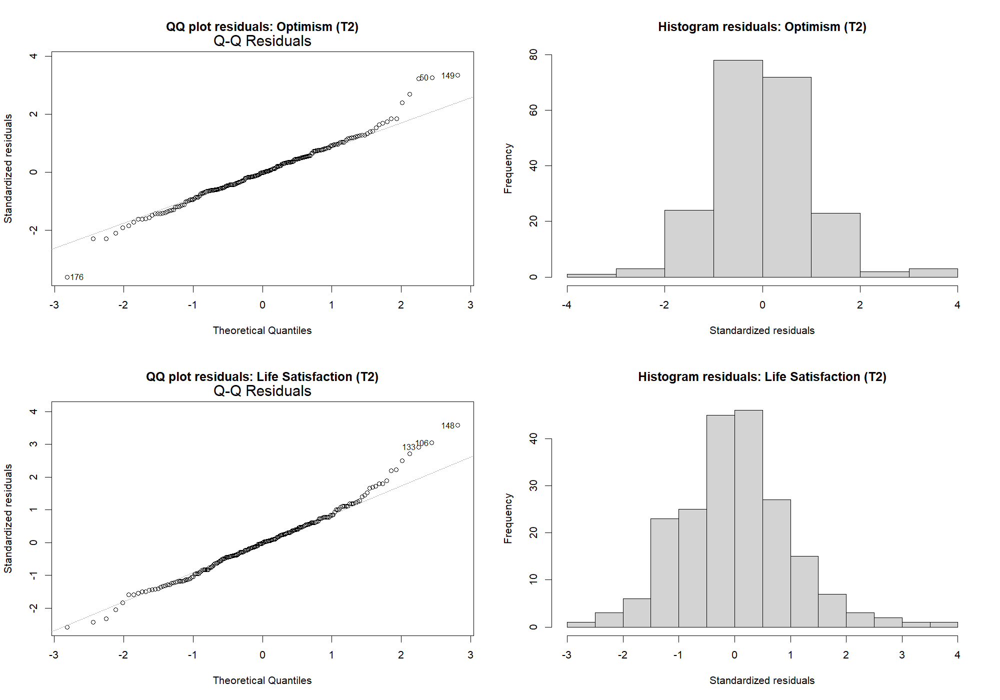 QQ plot residuals: Optimism (T2)
Q-Q Residuals
Standardized residuals
4
2
0
-2
50
149
176
-3 -2 -1 0 1 2 3
Theoretical Quantiles
Histogram residuals: Optimism (T2)
Frequency
80
60
40
20
0
-4 -2 0 2 4
Standardized residuals
QQ plot residuals: Life Satisfaction (T2)
Q-Q Residuals
Standardized residuals
4
3
2
1
0
-1
-2
148
106
133
-3 -2 -1 0 1 2 3
Theoretical Quantiles
Histogram residuals: Life Satisfaction (T2)
Frequency
40
30
20
10
0
-3 -2 -1 0 1 2 3 4
Standardized residuals